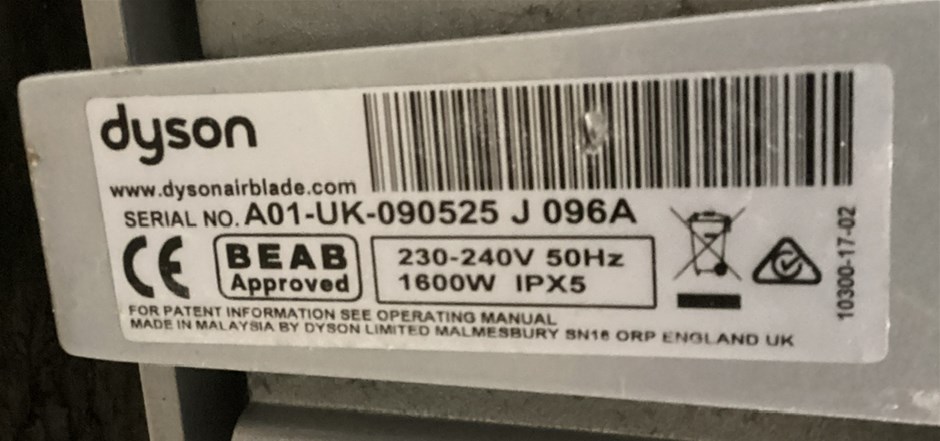 dyson
www.dysonairblade.com
SERIAL NO. A01-UK-090525 J 096A
CE
BEAB
Approved
230-240V 50Hz
1600W IPX5
FOR PATENT INFORMATION SEE OPERATING MANUAL
MADE IN MALAYSIA BY DYSON LIMITED MALMESBURY SN16 ORP ENGLAND UK
10300-17-02